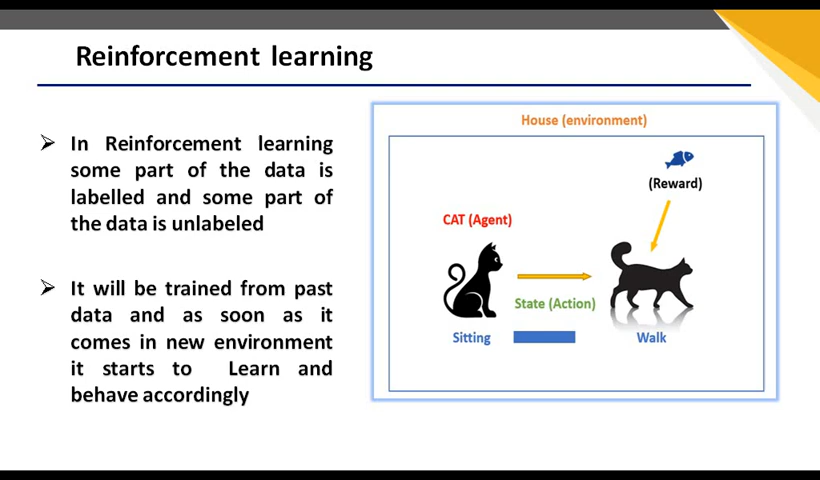 Reinforcement learning
➢ In Reinforcement learning
some part of the data is
labelled and some part of
the data is unlabeled
➢ It will be trained from past
data and as soon as it
comes in new environment
it starts to Learn and
behave accordingly
House (environment)
(Reward)
CAT (Agent)
State (Action)
Sitting
Walk